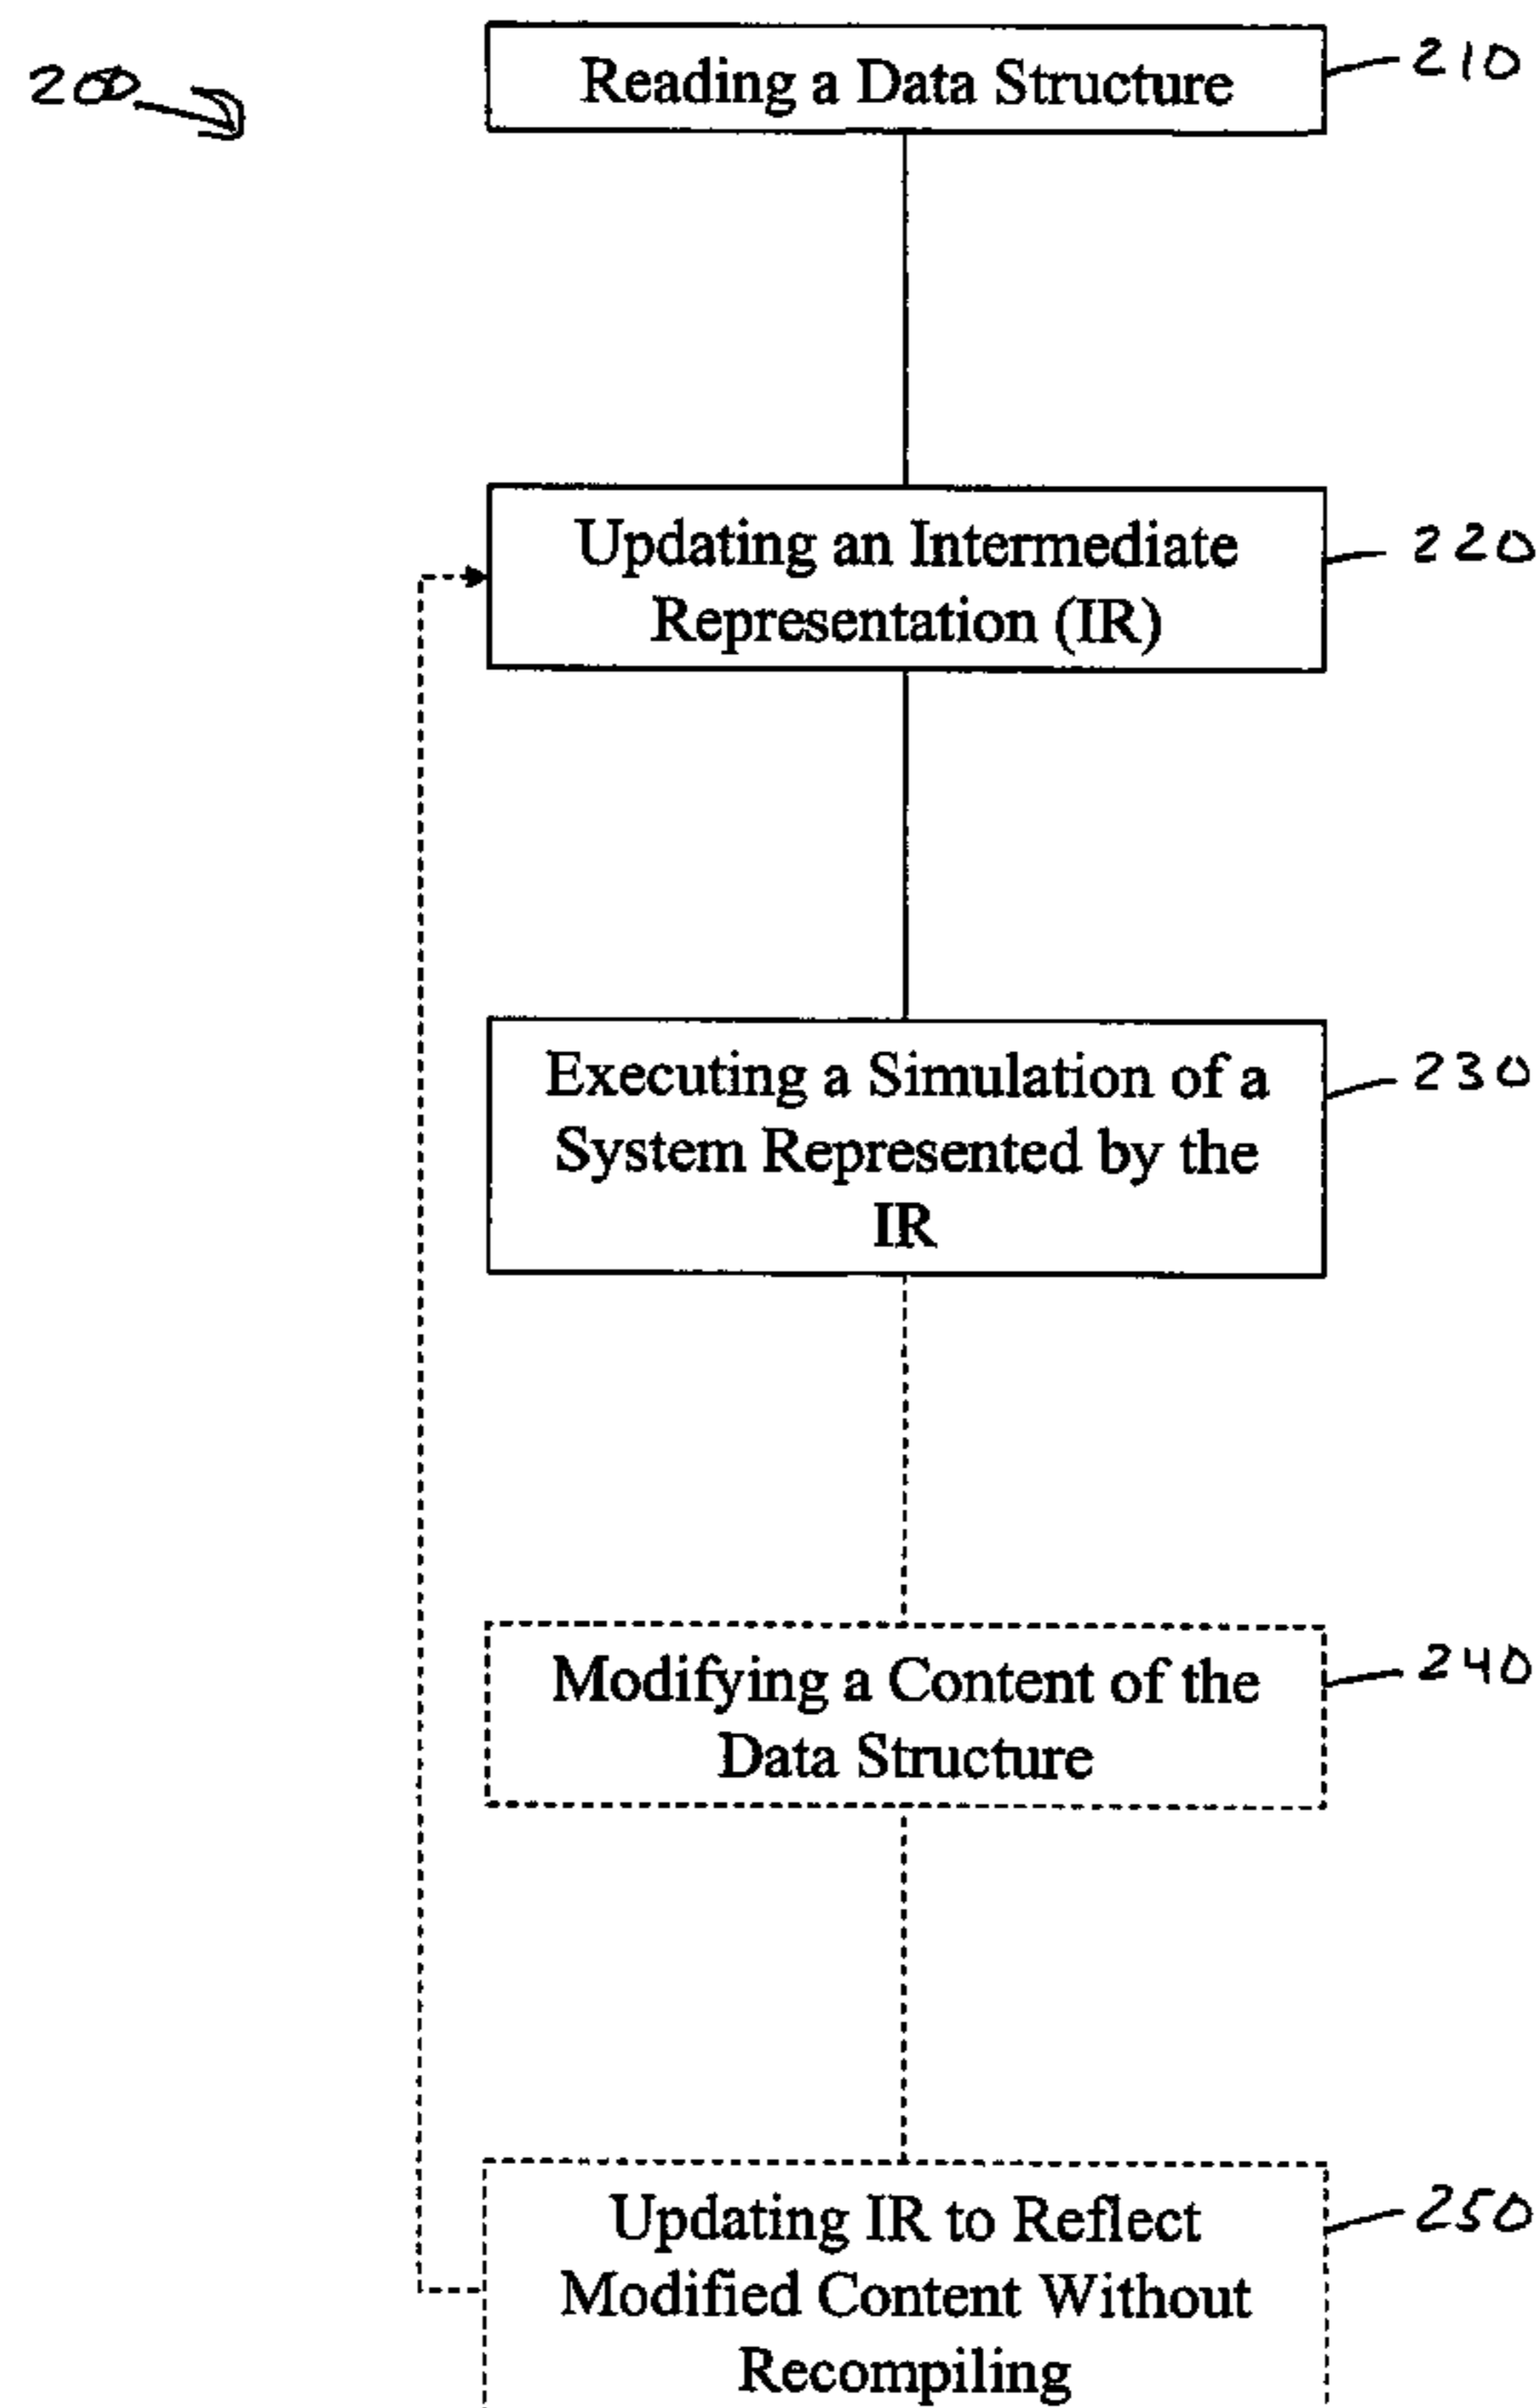 200
Reading a Data Structure
210
Updating an Intermediate
Representation (IR)
220
Executing a Simulation of a
System Represented by the
IR
230
Modifying a Content of the
Data Structure
240
Updating IR to Reflect
Modified Content Without
Recompiling
250